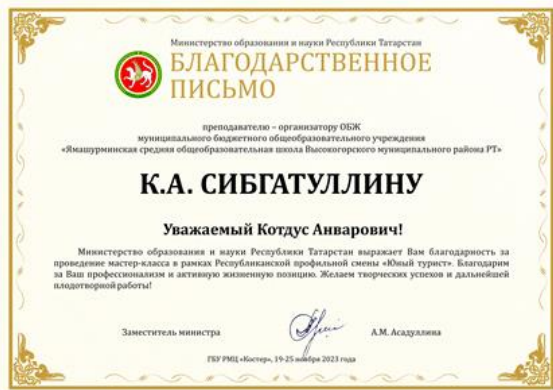 Министерство образования и науки Республики Татарстан
БЛАГОДАРСТВЕННОЕ
ПИСЬМО
преподавателю – организатору ОБЖ
муниципального бюджетного общеобразовательного учреждения
«Ямашурминская средняя общеобразовательная школа Высокогорского муниципального района РТ»
К.А. СИБГАТУЛЛИНУ
Уважаемый Котдус Анварович!
Министерство образования и науки Республики Татарстан выражает Вам благодарность за
проведение мастер-класса в рамках Республиканской профильной смены «Юный турист». Благодарим
за Ваш профессионализм и активную жизненную позицию. Желаем творческих успехов и дальнейшей
плодотворной работы!
Заместитель министра А.М. Асадуллина
ГБУ РМЦ «Костер», 19-25 ноября 2023 года